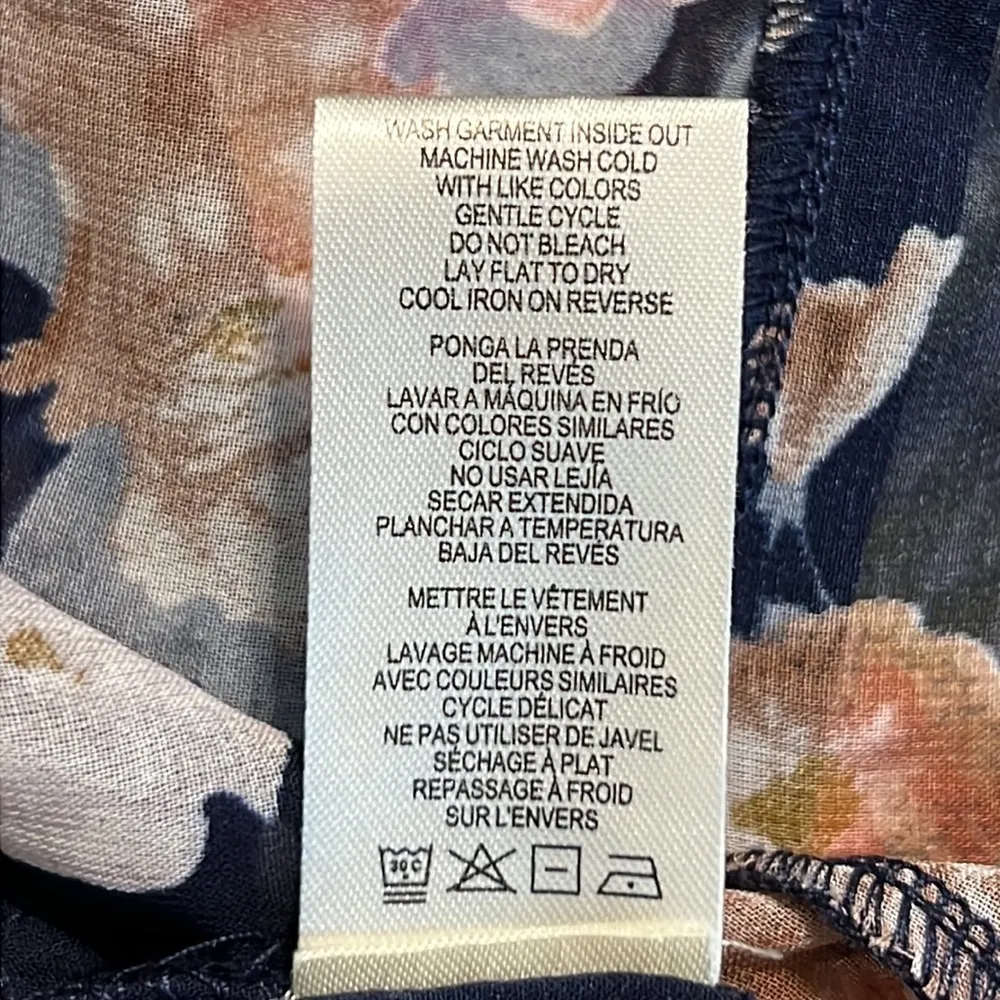 WASH GARMENT INSIDE OUT
MACHINE WASH COLD
WITH LIKE COLORS
GENTLE CYCLE
DO NOT BLEACH
LAY FLAT TO DRY
COOL IRON ON REVERSE
PONGA LA PRENDA
DEL REVÉS
LAVAR A MÁQUINA EN FRÍO
CON COLORES SIMILARES
CICLO SUAVE
NO USAR LEJÍA
SECAR EXTENDIDA
PLANCHAR A TEMPERATURA
BAJA DEL REVÉS
METTRE LE VÊTEMENT
À L'ENVERS
LAVAGE MACHINE À FROID
AVEC COULEURS SIMILAIRES
CYCLE DÉLICAT
NE PAS UTILISER DE JAVEL
SÉCHAGE À PLAT
REPASSAGE À FROID
SUR L'ENVERS
30 C